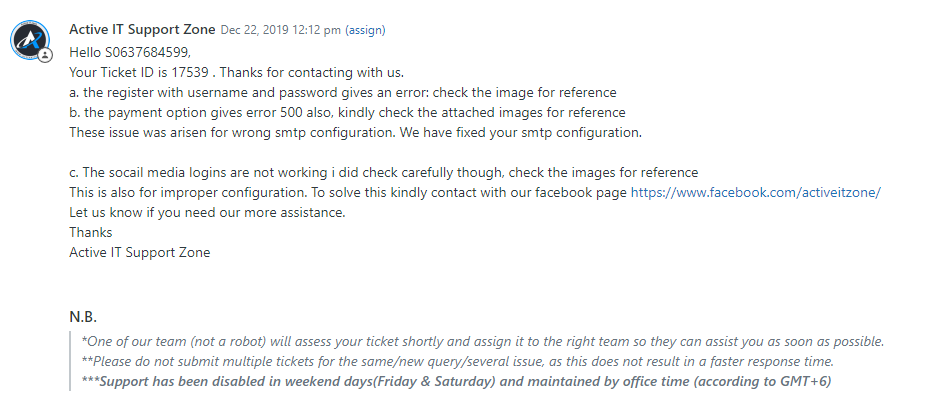 Active IT Support Zone Dec 22, 2019 12:12 pm (assign)
Hello S0637684599,
Your Ticket ID is 17539 . Thanks for contacting with us.
a. the register with username and password gives an error: check the image for reference
b. the payment option gives error 500 also, kindly check the attached images for reference
These issue was arisen for wrong smtp configuration. We have fixed your smtp configuration.
c. The socail media logins are not working i did check carefully though, check the images for reference
This is also for improper configuration. To solve this kindly contact with our facebook page https://www.facebook.com/activeitzone/
Let us know if you need our more assistance.
Thanks
Active IT Support Zone
N.B.
*One of our team (not a robot) will assess your ticket shortly and assign it to the right team so they can assist you as soon as possible.
**Please do not submit multiple tickets for the same/new query/several issue, as this does not result in a faster response time.
***Support has been disabled in weekend days(Friday & Saturday) and maintained by office time (according to GMT+6)